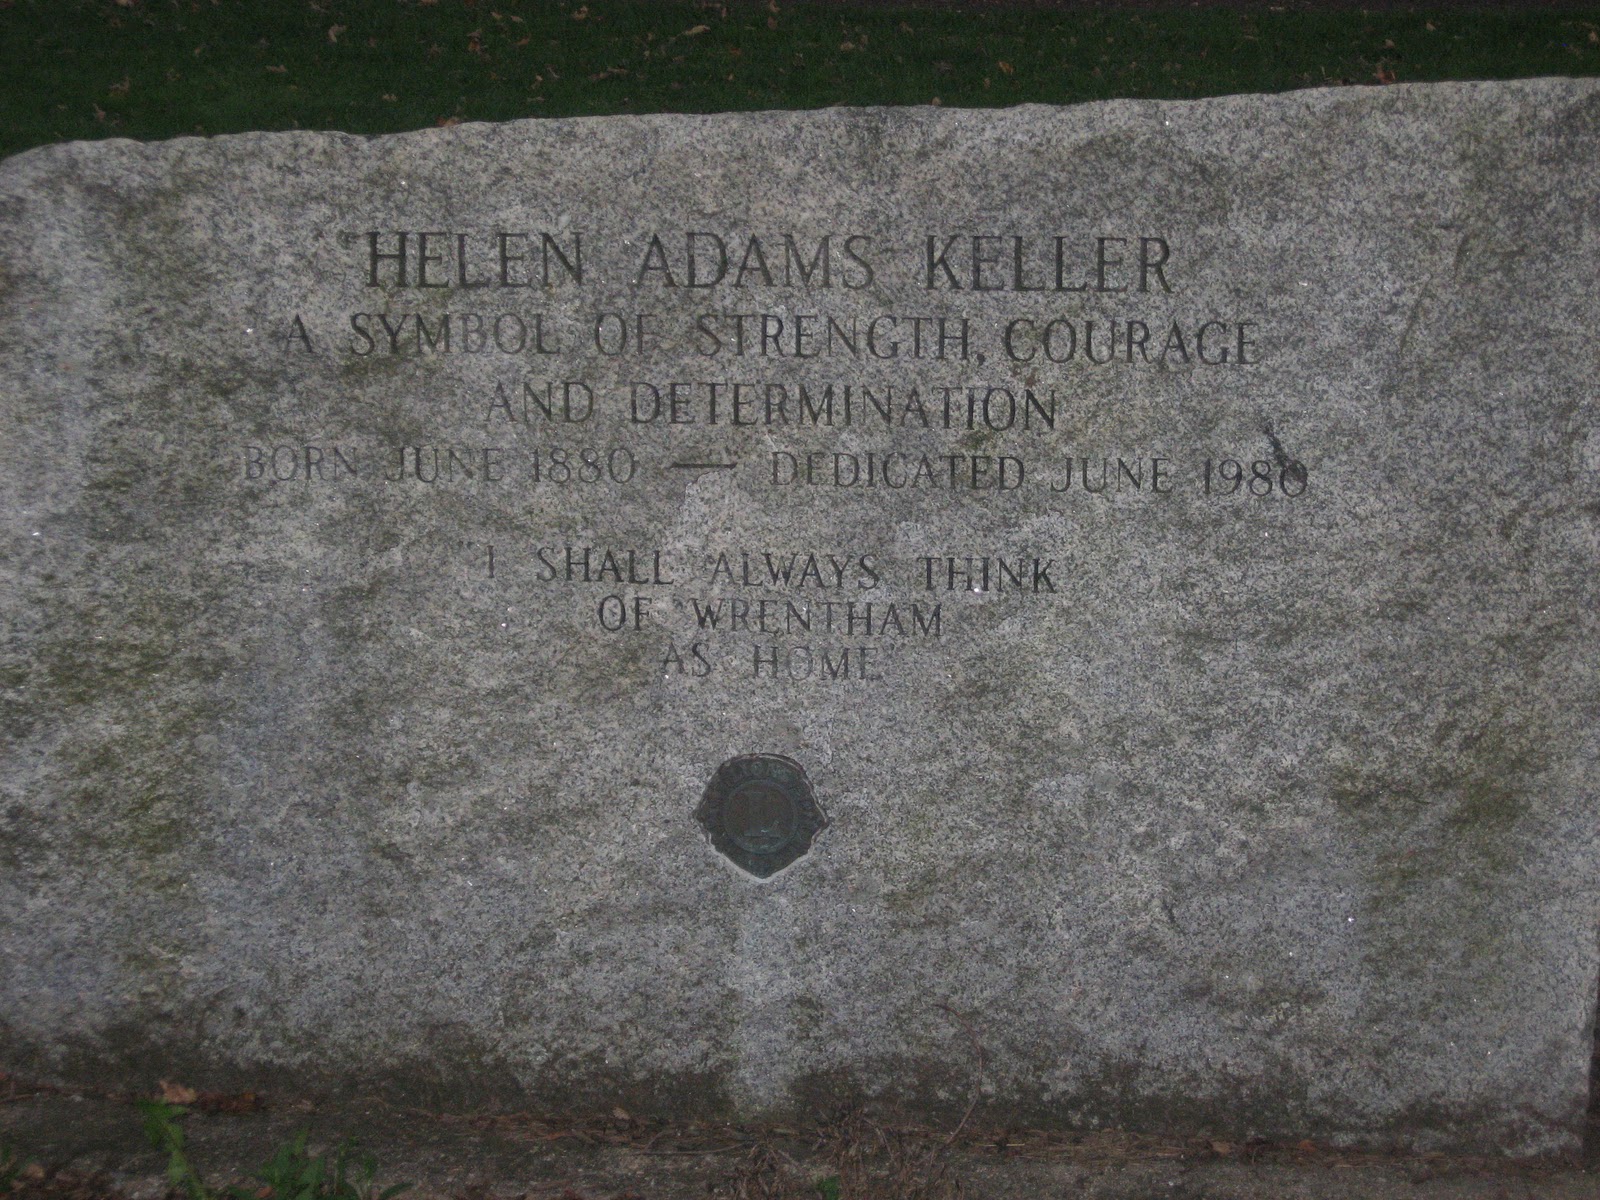 HELEN ADAMS KELLER
A SYMBOL OF STRENGTH, COURAGE
AND DETERMINATION
BORN JUNE 1880 — DEDICATED JUNE 1980
"I SHALL ALWAYS THINK
OF WRENTHAM
AS HOME"
L